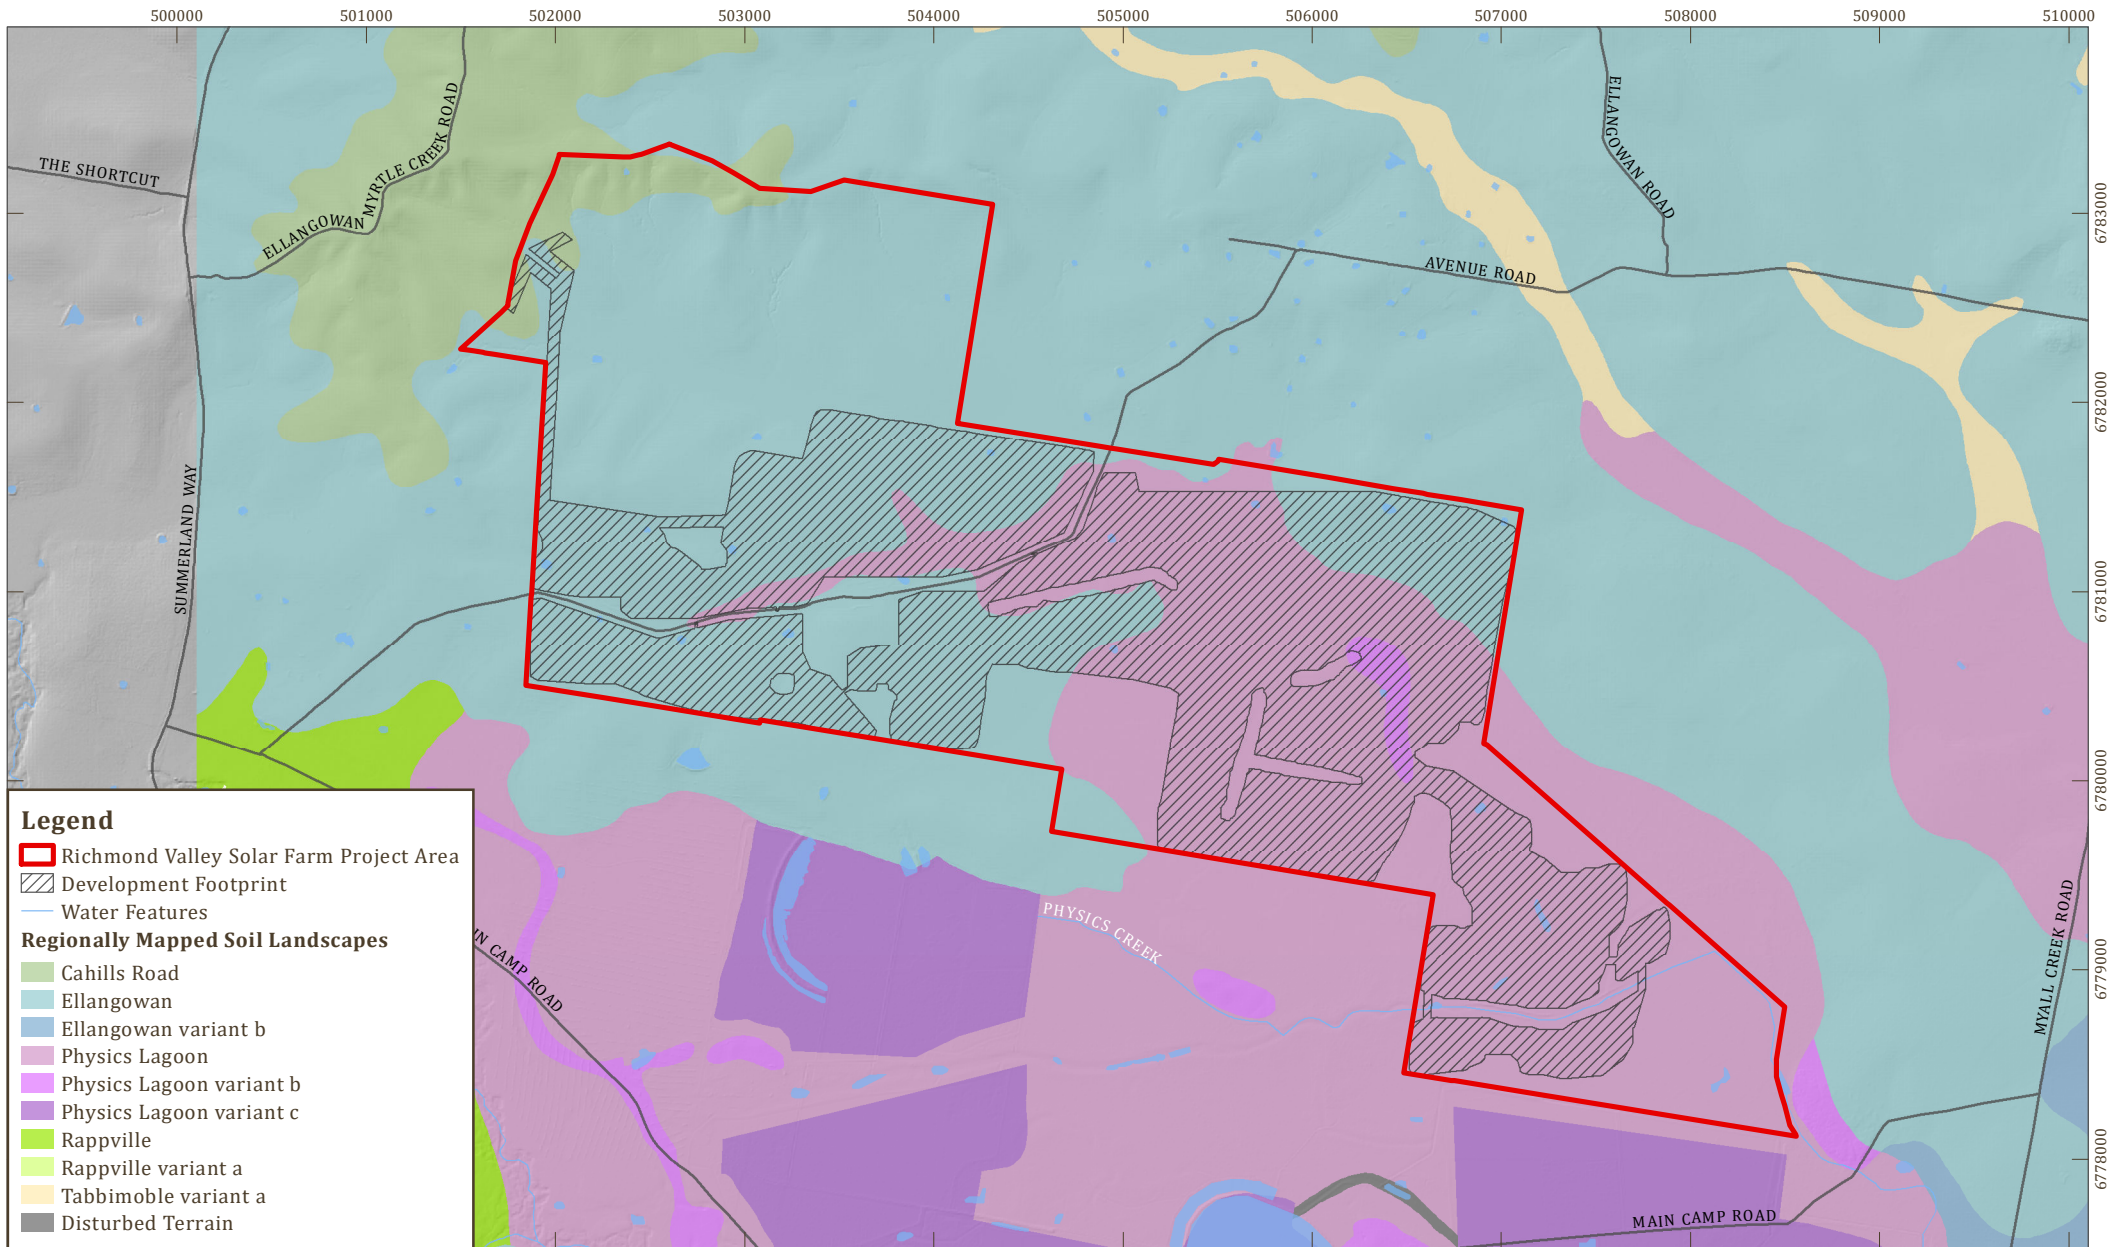 500000 501000 502000 503000 504000 505000 506000 507000 508000 509000 510000
ELLANGOWAN MYRTLE CREEK ROAD
THE SHORTCUT
ELLANGOWAN ROAD
6783000
AVENUE ROAD
6782000
SUMMERLAND WAY
6781000
6780000
Legend
Richmond Valley Solar Farm Project Area
Development Footprint
Water Features
Regionally Mapped Soil Landscapes
Cahills Road
Ellangowan
Ellangowan variant b
Physics Lagoon
Physics Lagoon variant b
Physics Lagoon variant c
Rappville
Rappville variant a
Tabbimoble variant a
Disturbed Terrain
IN CAMP ROAD
PHYSICS CREEK
MYALL CREEK ROAD
6779000
6778000
MAIN CAMP ROAD